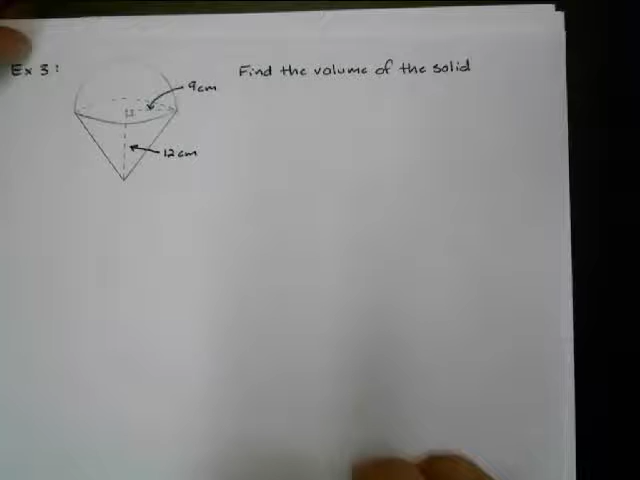 Ex 3:
Find the volume of the solid
9cm
12cm